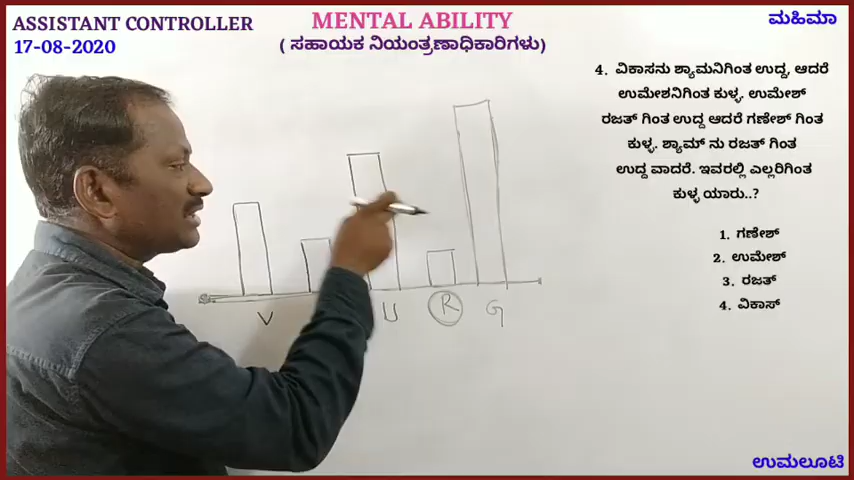 ASSISTANT CONTROLLER
17-08-2020
MENTAL ABILITY
( ಸಹಾಯಕ ನಿಯಂತ್ರಣಾಧಿಕಾರಿಗಳು)
ಮಹಿಮಾ
4. ವಿಕಾಸನು ಶ್ಯಾಮನಿಗಿಂತ ಉದ್ದ, ಆದರೆ
ಉಮೇಶನಿಗಿಂತ ಕುಳ್ಳ. ಉಮೇಶ್
ರಜತ್ ಗಿಂತ ಉದ್ದ ಆದರೆ ಗಣೇಶ್ ಗಿಂತ
ಕುಳ್ಳ. ಶ್ಯಾಮ್ ನು ರಜತ್ ಗಿಂತ
ಉದ್ದ ವಾದರೆ. ಇವರಲ್ಲಿ ಎಲ್ಲರಿಗಿಂತ
ಕುಳ್ಳ ಯಾರು..?
1. ಗಣೇಶ್
2. ಉಮೇಶ್
3. ರಜತ್
4. ವಿಕಾಸ್
V U R G
ಉಮಲೂಟಿ